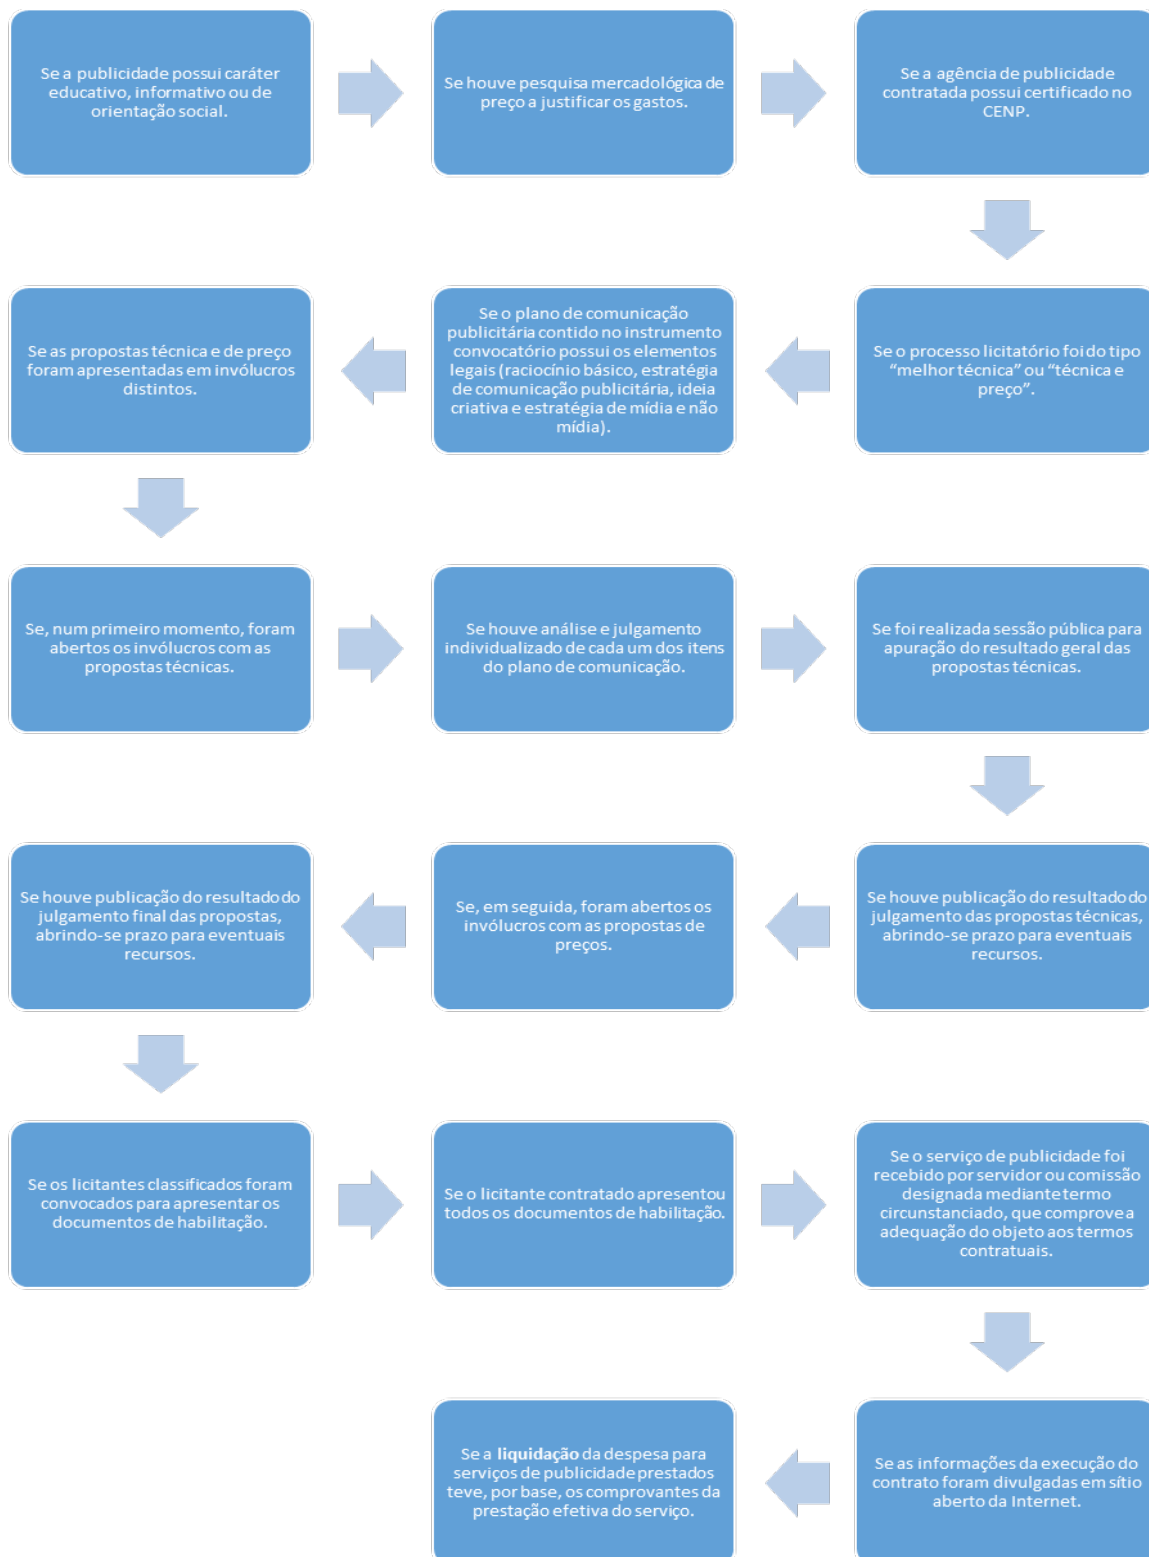 Se a publicidade possui caráter
educativo, informativo ou de
orientação social.
Se houve pesquisa mercadológica de
preço a justificar os gastos.
Se a agência de publicidade
contratada possui certificado no
CENP.
Se o processo licitatório foi do tipo
“melhor técnica” ou “técnica e
preço”.
Se o plano de comunicação
publicitária contido no instrumento
convocatório possui os elementos
legais (raciocínio básico, estratégia
de comunicação publicitária, ideia
criativa e estratégia de mídia e não
mídia).
Se as propostas técnica e de preço
foram apresentadas em invólucros
distintos.
Se, num primeiro momento, foram
abertos os invólucros com as
propostas técnicas.
Se houve análise e julgamento
individualizado de cada um dos itens
do plano de comunicação.
Se foi realizada sessão pública para
apuração do resultado geral das
propostas técnicas.
Se houve publicação do resultado do
julgamento das propostas técnicas,
abrindo-se prazo para eventuais
recursos.
Se, em seguida, foram abertos os
invólucros com as propostas de
preços.
Se houve publicação do resultado do
julgamento final das propostas,
abrindo-se prazo para eventuais
recursos.
Se os licitantes classificados foram
convocados para apresentar os
documentos de habilitação.
Se o licitante contratado apresentou
todos os documentos de habilitação.
Se o serviço de publicidade foi
recebido por servidor ou comissão
designada mediante termo
circunstanciado, que comprove a
adequação do objeto aos termos
contratuais.
Se as informações da execução do
contrato foram divulgadas em sítio
aberto da Internet.
Se a liquidação da despesa para
serviços de publicidade prestados
teve, por base, os comprovantes da
prestação efetiva do serviço.